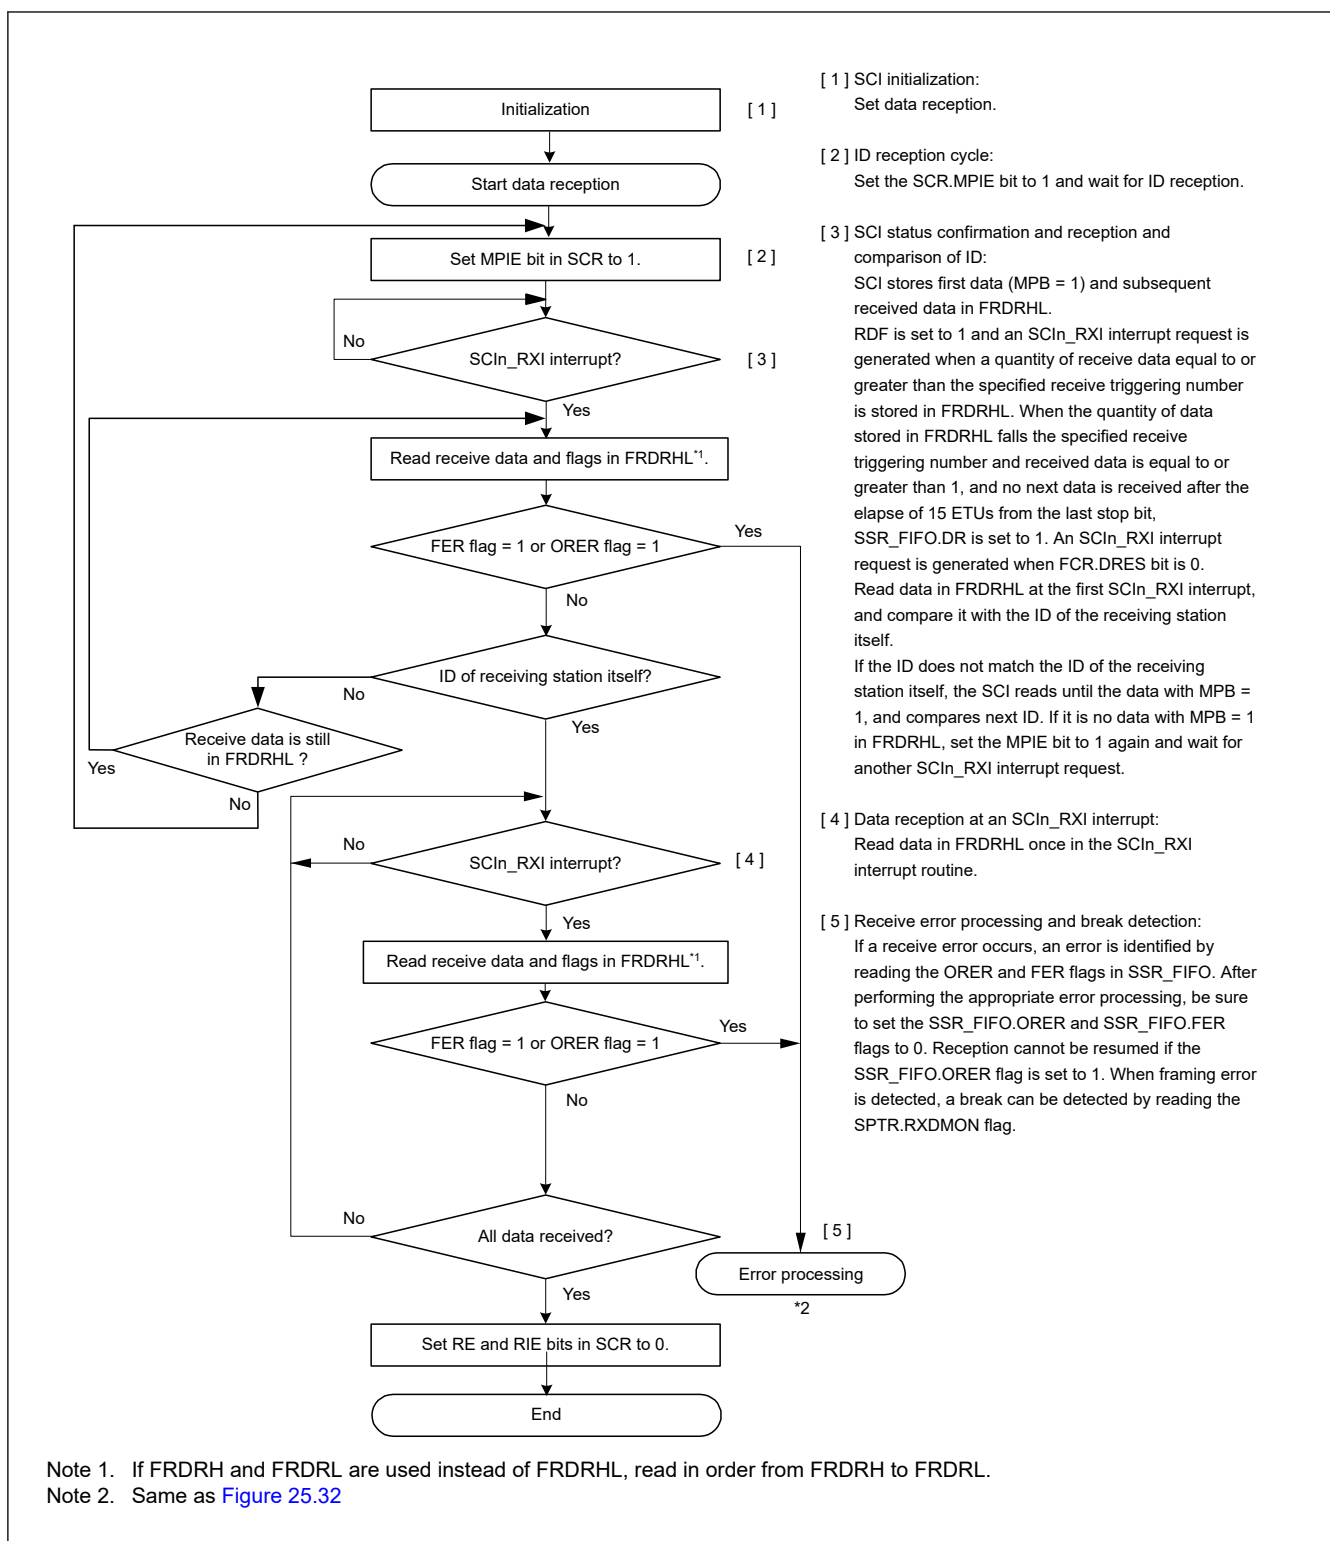 Initialization
[ 1 ]
Start data reception
Set MPIE bit in SCR to 1.
[ 2 ]
No
SCIn_RXI interrupt?
[ 3 ]
Yes
Read receive data and flags in FRDRHL*1.
FER flag = 1 or ORER flag = 1
Yes
No
ID of receiving station itself?
No
Yes
Receive data is still
in FRDRHL ?
Yes
No
No
SCIn_RXI interrupt?
[ 4 ]
Yes
Read receive data and flags in FRDRHL*1.
FER flag = 1 or ORER flag = 1
Yes
No
No
All data received?
Yes
[ 5 ]
Error processing
*2
Set RE and RIE bits in SCR to 0.
End
[ 1 ] SCI initialization:
Set data reception.
[ 2 ] ID reception cycle:
Set the SCR.MPIE bit to 1 and wait for ID reception.
[ 3 ] SCI status confirmation and reception and
comparison of ID:
SCI stores first data (MPB = 1) and subsequent
received data in FRDRHL.
RDF is set to 1 and an SCIn_RXI interrupt request is
generated when a quantity of receive data equal to or
greater than the specified receive triggering number
is stored in FRDRHL. When the quantity of data
stored in FRDRHL falls the specified receive
triggering number and received data is equal to or
greater than 1, and no next data is received after the
elapse of 15 ETUs from the last stop bit,
SSR_FIFO.DR is set to 1. An SCIn_RXI interrupt
request is generated when FCR.DRES bit is 0.
Read data in FRDRHL at the first SCIn_RXI interrupt,
and compare it with the ID of the receiving station
itself.
If the ID does not match the ID of the receiving
station itself, the SCI reads until the data with MPB =
1, and compares next ID. If it is no data with MPB = 1
in FRDRHL, set the MPIE bit to 1 again and wait for
another SCIn_RXI interrupt request.
[ 4 ] Data reception at an SCIn_RXI interrupt:
Read data in FRDRHL once in the SCIn_RXI
interrupt routine.
[ 5 ] Receive error processing and break detection:
If a receive error occurs, an error is identified by
reading the ORER and FER flags in SSR_FIFO. After
performing the appropriate error processing, be sure
to set the SSR_FIFO.ORER and SSR_FIFO.FER
flags to 0. Reception cannot be resumed if the
SSR_FIFO.ORER flag is set to 1. When framing error
is detected, a break can be detected by reading the
SPTR.RXDMON flag.
Note 1. If FRDRH and FRDRL are used instead of FRDRHL, read in order from FRDRH to FRDRL.
Note 2. Same as Figure 25.32